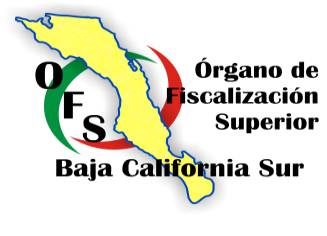 OFS
Órgano de
Fiscalización
Superior
Baja California Sur